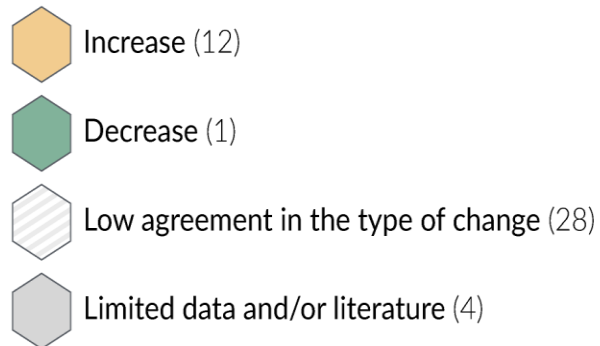 Increase (12)
Decrease (1)
Low agreement in the type of change (28)
Limited data and/or literature (4)